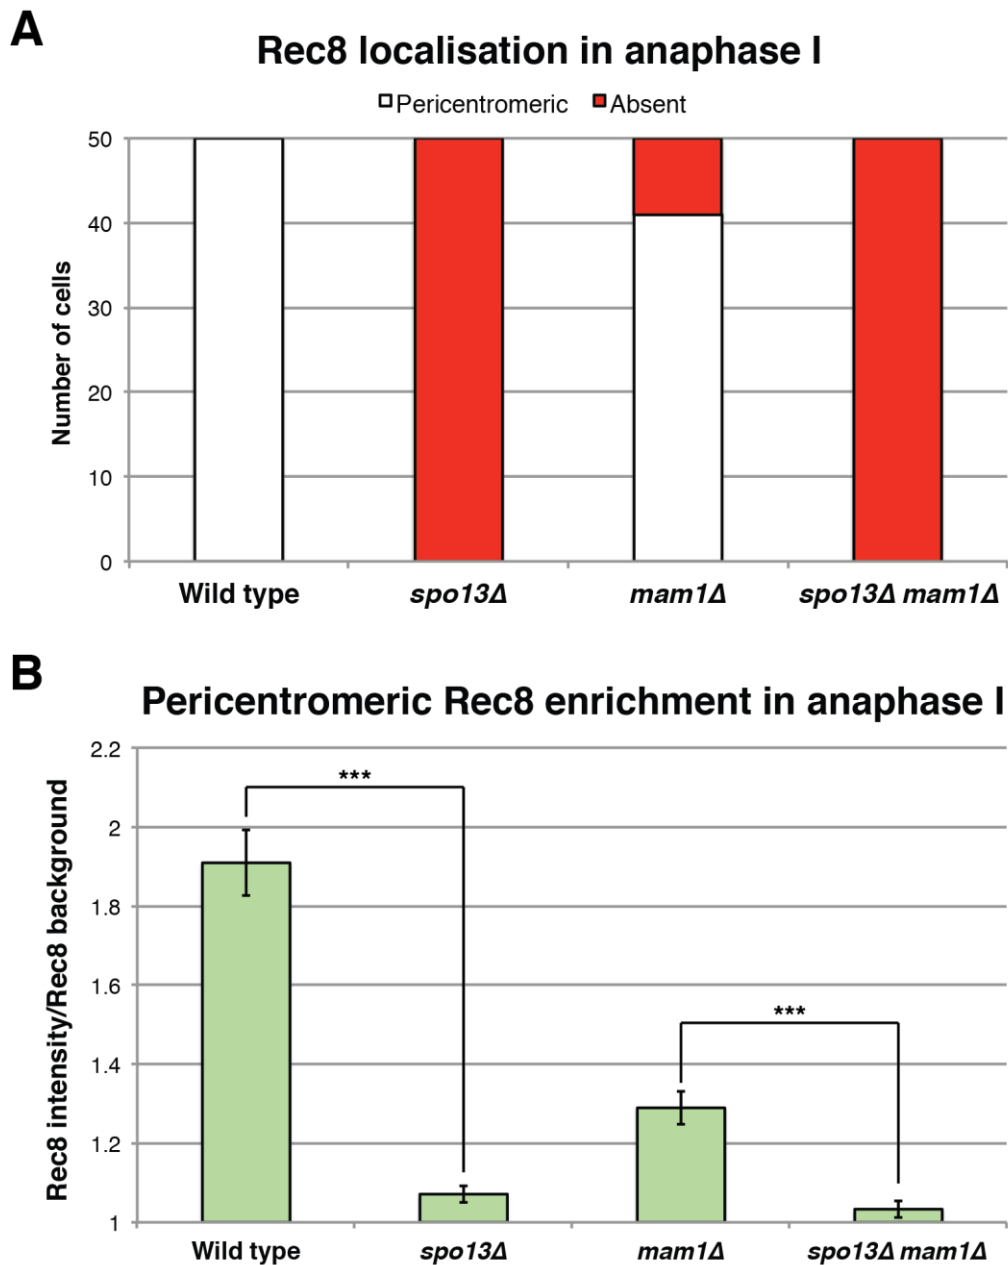 A
Rec8 localisation in anaphase I
Pericentromeric Absent
50
40
30
20
10
0
Number of cells
Wild type spo13Δ mam1Δ spo13Δ mam1Δ
B
Pericentromeric Rec8 enrichment in anaphase I
2.2
2
1.8
1.6
1.4
1.2
1
Rec8 intensity/Rec8 background
***
***
Wild type spo13Δ mam1Δ spo13Δ mam1Δ